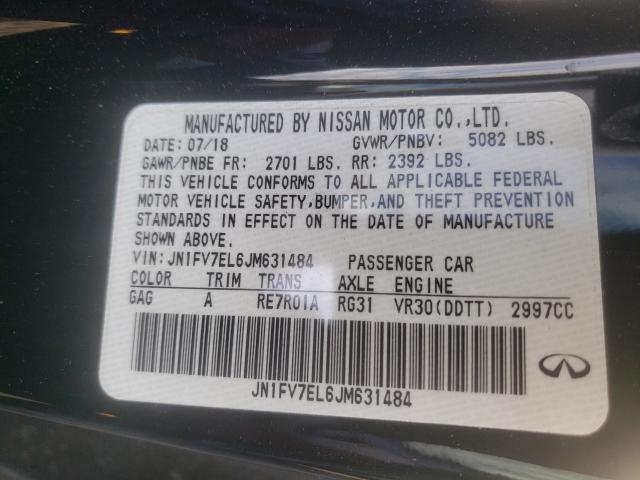 MANUFACTURED BY NISSAN MOTOR CO.,LTD.
DATE: 07/18 GVWR/PNBV: 5082 LBS.
GAWR/PNBE FR: 2701 LBS. RR: 2392 LBS.
THIS VEHICLE CONFORMS TO ALL APPLICABLE FEDERAL
MOTOR VEHICLE SAFETY, BUMPER, AND THEFT PREVENTION
STANDARDS IN EFFECT ON THE DATE OF MANUFACTURE
SHOWN ABOVE.
VIN: JN1FV7EL6JM631484 PASSENGER CAR
COLOR TRIM TRANS AXLE ENGINE
GAG A RE7R01A RG31 VR30(DDTT) 2997CC
JN1FV7EL6JM631484